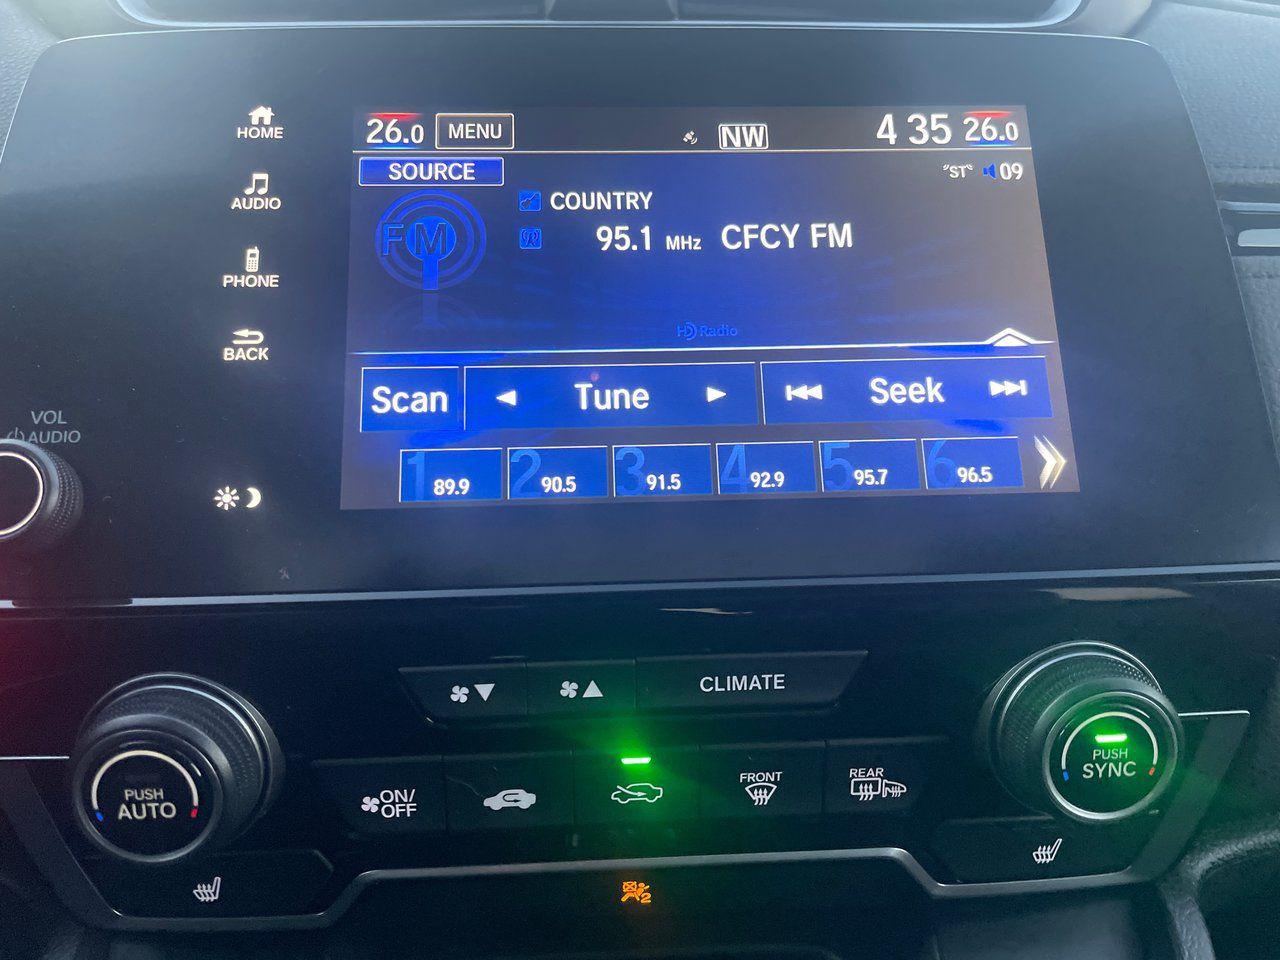 HOME
AUDIO
PHONE
BACK
VOL
AUDIO
26.0 MENU NW 4 35 26.0
SOURCE "ST" 09
FM
COUNTRY
95.1 MHz CFCY FM
HD Radio
Scan Tune Seek
1 89.9 2 90.5 3 91.5 4 92.9 5 95.7 6 96.5
CLIMATE
PUSH
AUTO
ON/
OFF
FRONT
REAR
PUSH
SYNC
2